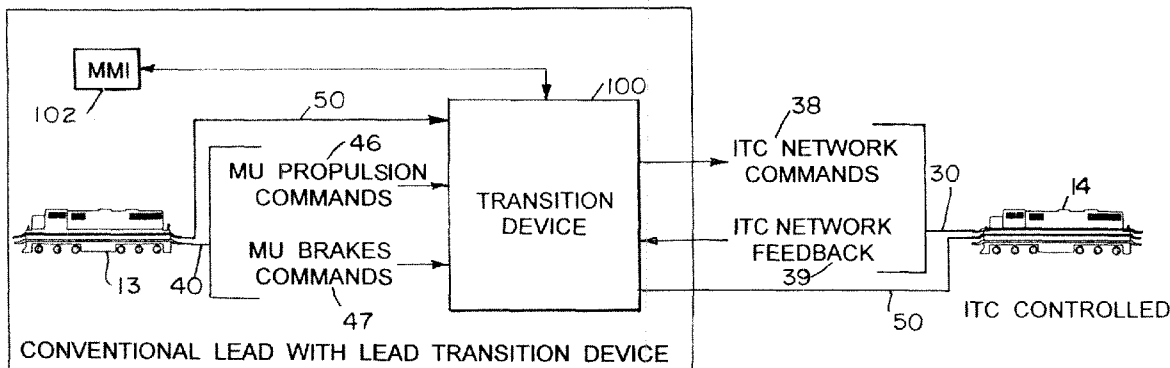 MMI
102
50
100
46
MU PROPULSION
COMMANDS
MU BRAKES
COMMANDS
47
13
40
TRANSITION
DEVICE
38
ITC NETWORK
COMMANDS
ITC NETWORK
FEEDBACK
39
30
50
14
ITC CONTROLLED
CONVENTIONAL LEAD WITH LEAD TRANSITION DEVICE